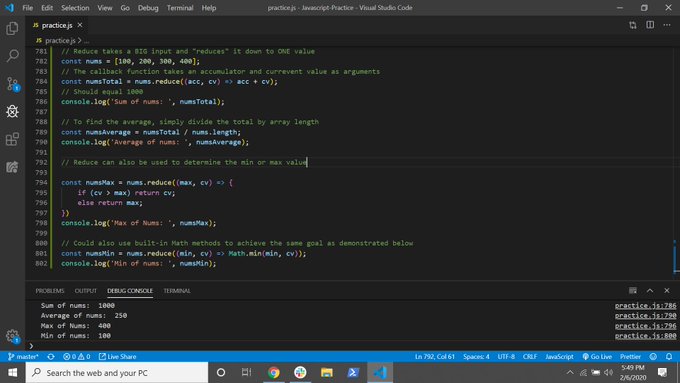 File Edit Selection View Go Debug Terminal Help practice.js - Javascript-Practice - Visual Studio Code
JS practice.js ×
JS practice.js > ...
781 // Reduce takes a BIG input and "reduces" it down to ONE value
782 const nums = [100, 200, 300, 400];
783 // The callback function takes an accumulator and currevent value as arguments
784 const numsTotal = nums.reduce((acc, cv) => acc + cv);
785 // Should equal 1000
786 console.log('Sum of nums: ', numsTotal);
787
788 // To find the average, simply divide the total by array length
789 const numsAverage = numsTotal / nums.length;
790 console.log('Average of nums: ', numsAverage);
791
792 // Reduce can also be used to determine the min or max value
793
794 const numsMax = nums.reduce((max, cv) => {
795 if (cv > max) return cv;
796 else return max;
797 })
798 console.log('Max of Nums: ', numsMax);
799
800 // Could also use built-in Math methods to achieve the same goal as demonstrated below
801 const numsMin = nums.reduce((min, cv) => Math.min(min, cv));
802 console.log('Min of nums: ', numsMin);
PROBLEMS OUTPUT DEBUG CONSOLE TERMINAL
Sum of nums: 1000 practice.js:786
Average of nums: 250 practice.js:790
Max of Nums: 400 practice.js:796
Min of nums: 100 practice.js:800
master* 0 0 Live Share Ln 792, Col 61 Spaces: 4 UTF-8 CRLF JavaScript Go Live Prettier
Type here to search
5:49 PM
2/6/2020